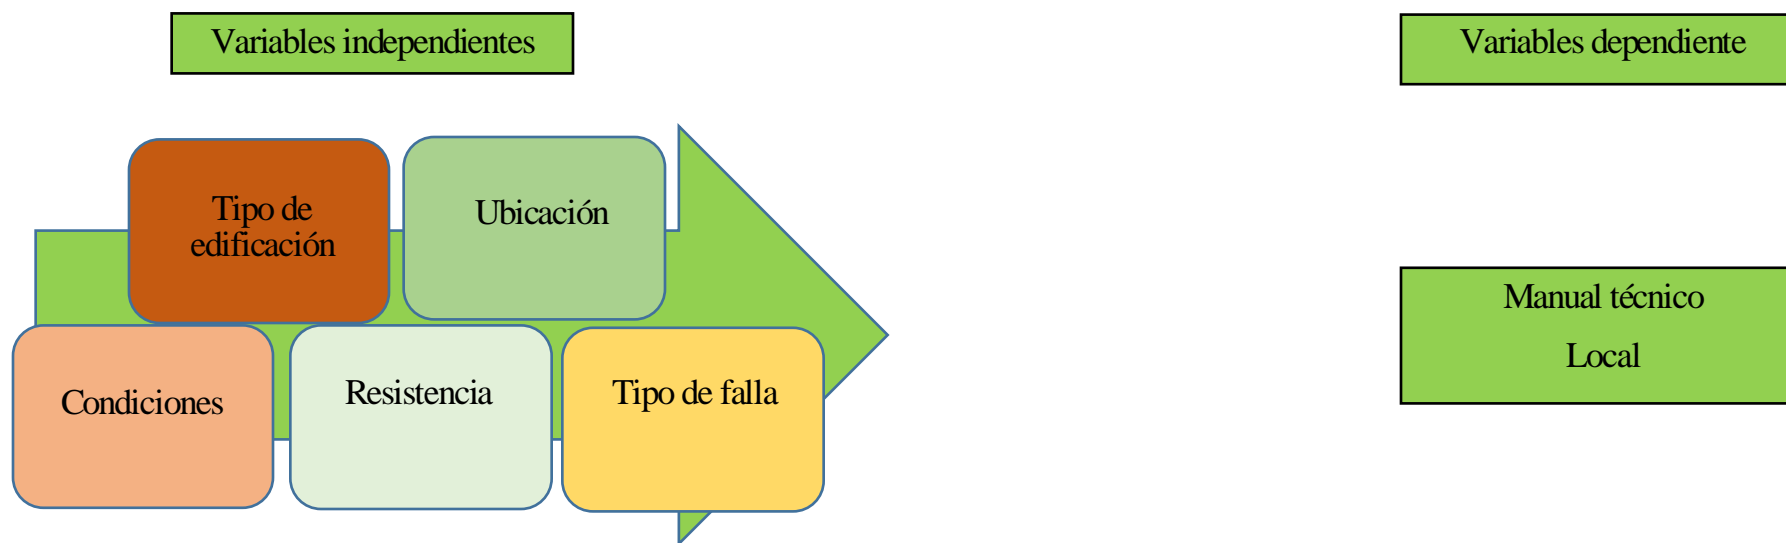 Variables independientes
Variables dependiente
Tipo de
edificación
Ubicación
Condiciones
Resistencia
Tipo de falla
Manual técnico
Local